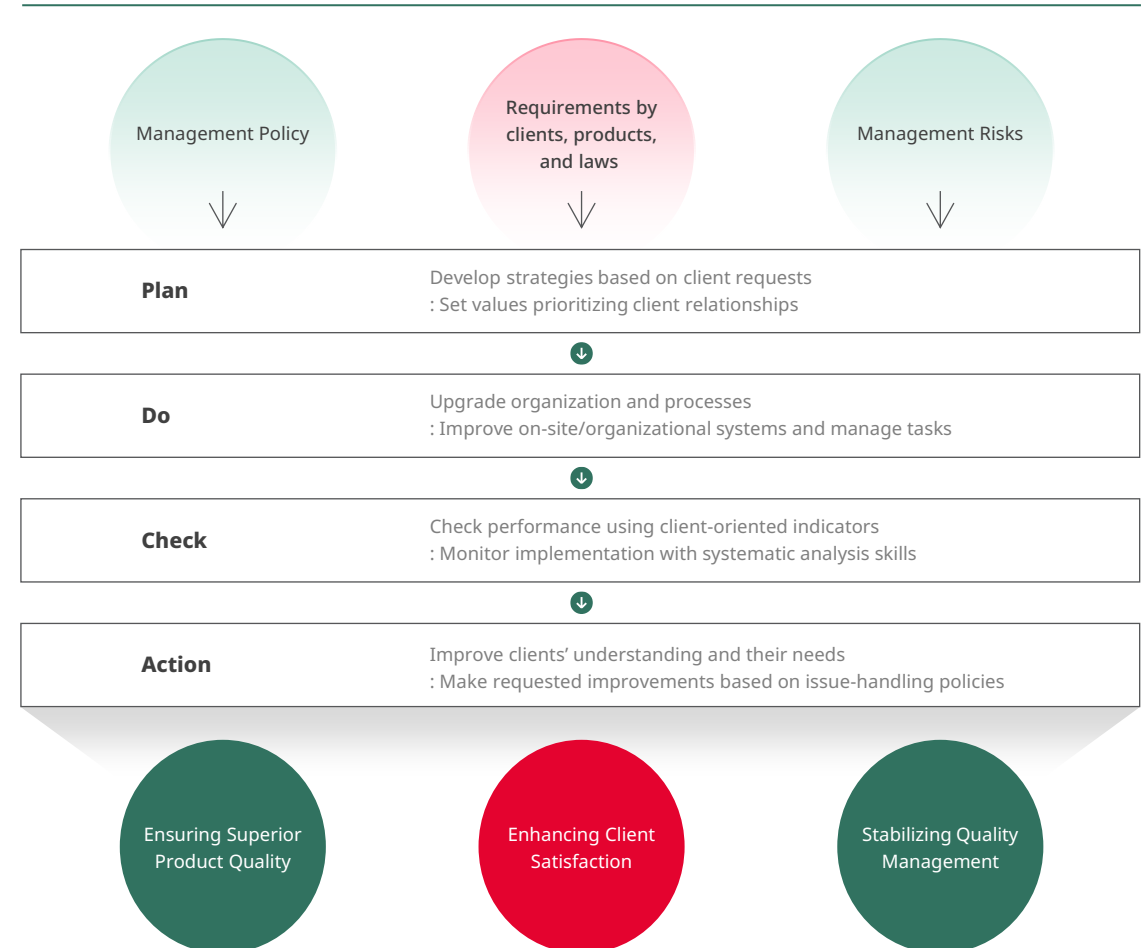 Management Policy
Requirements by
clients, products,
and laws
Management Risks
Plan
Develop strategies based on client requests
: Set values prioritizing client relationships
Do
Upgrade organization and processes
: Improve on-site/organizational systems and manage tasks
Check
Check performance using client-oriented indicators
: Monitor implementation with systematic analysis skills
Action
Improve clients’ understanding and their needs
: Make requested improvements based on issue-handling policies
Ensuring Superior
Product Quality
Enhancing Client
Satisfaction
Stabilizing Quality
Management